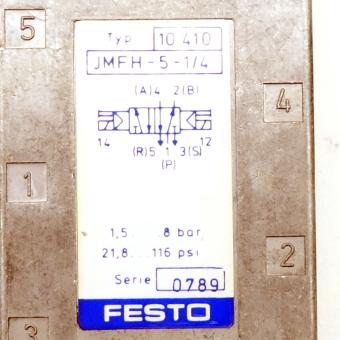 5
Typ 10 410
JMFH-5-1/4
(A)4 2(B)
4
14 (R)5 1 3(S) 12
(P)
1
1,5...8 bar
21,8...116 psi
2
Serie 0789
FESTO
3